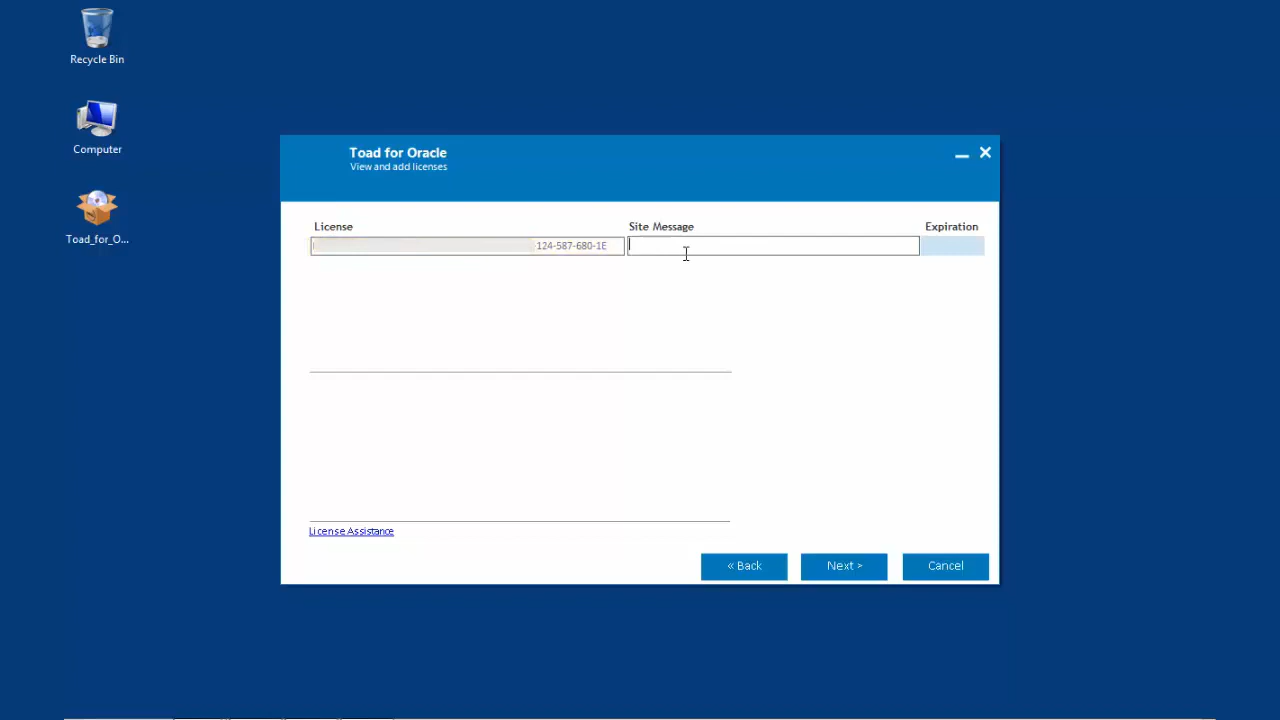 Recycle Bin
Computer
Toad_for_O...
Toad for Oracle
View and add licenses
License Site Message Expiration
124-587-680-1E
License Assistance
« Back Next > Cancel